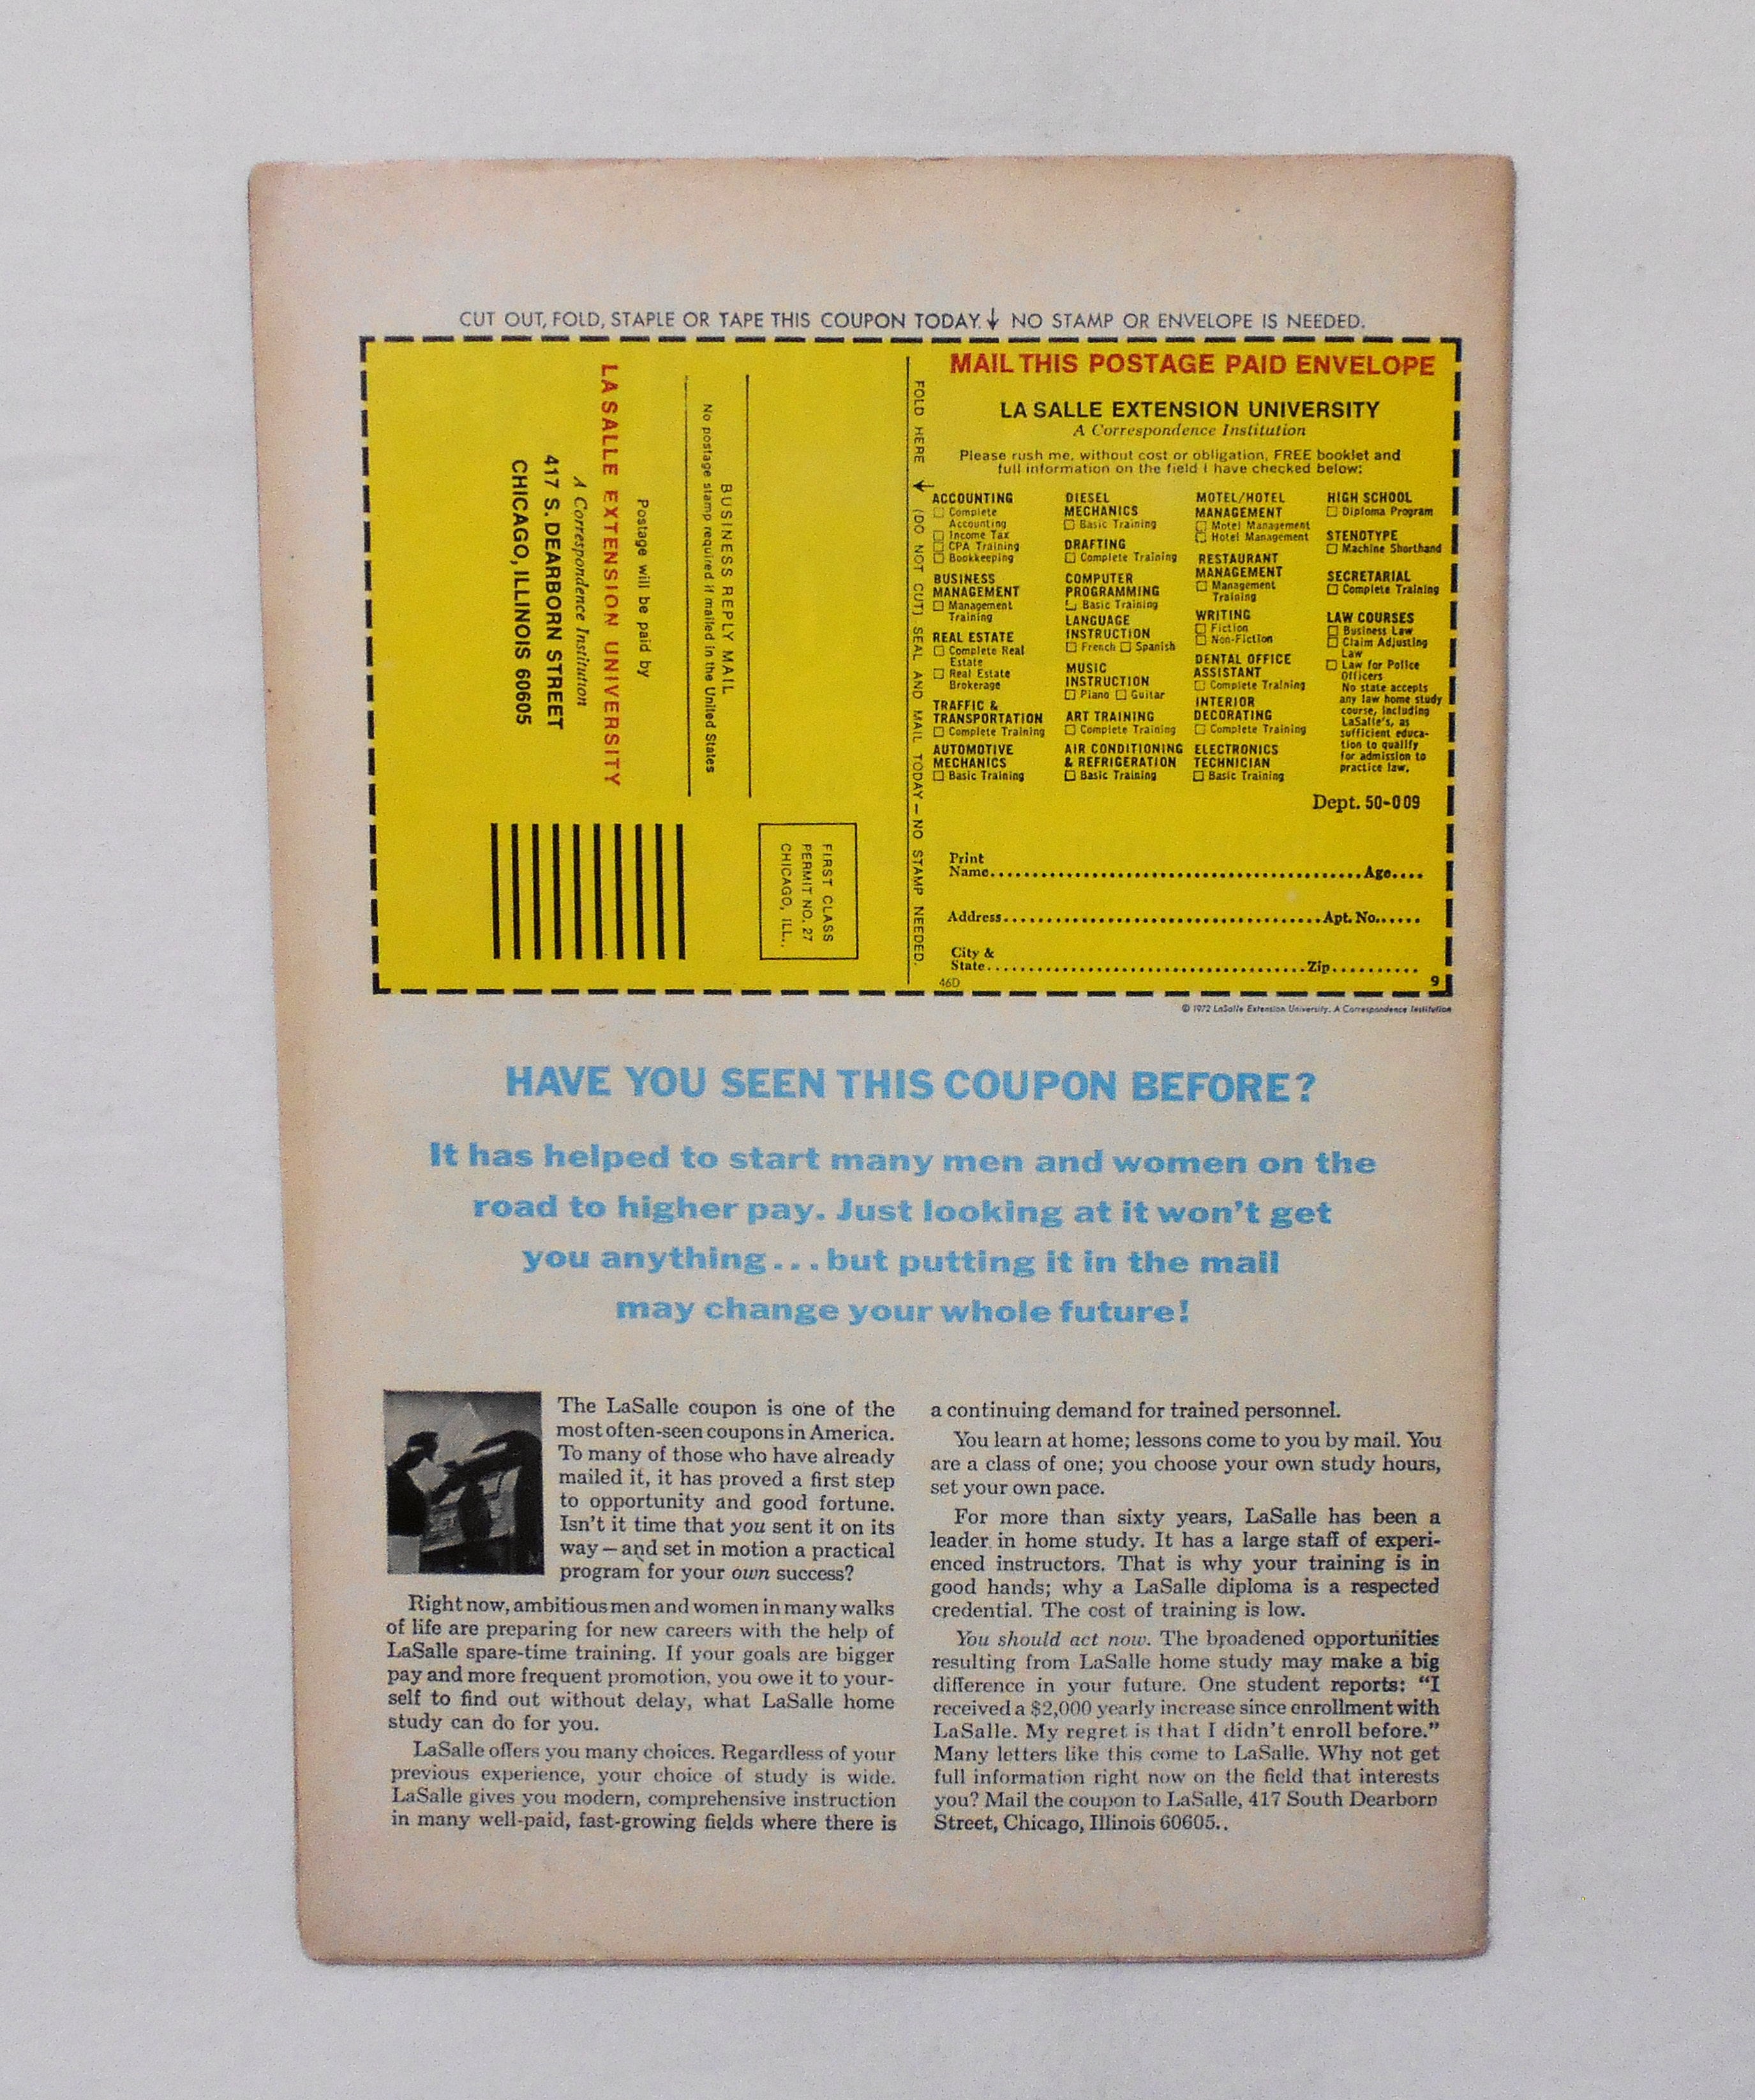 CUT OUT, FOLD, STAPLE OR TAPE THIS COUPON TODAY.↓ NO STAMP OR ENVELOPE IS NEEDED.
BUSINESS REPLY MAIL
No postage stamp required if mailed in the United States
Postage will be paid by
LASALLE EXTENSION UNIVERSITY
A Correspondence Institution
417 S. DEARBORN STREET
CHICAGO, ILLINOIS 60605
FIRST CLASS
PERMIT NO. 27
CHICAGO, ILL..
FOLD HERE ↓ (DO NOT CUT) SEAL AND MAIL TODAY — NO STAMP NEEDED.
MAIL THIS POSTAGE PAID ENVELOPE
LA SALLE EXTENSION UNIVERSITY
A Correspondence Institution
Please rush me, without cost or obligation, FREE booklet and
full information on the field I have checked below:
ACCOUNTING
☐ Complete
Accounting
☐ Income Tax
☐ CPA Training
☐ Bookkeeping
BUSINESS
MANAGEMENT
☐ Management
Training
REAL ESTATE
☐ Complete Real
Estate
☐ Real Estate
Brokerage
TRAFFIC &
TRANSPORTATION
☐ Complete Training
AUTOMOTIVE
MECHANICS
☐ Basic Training
DIESEL
MECHANICS
☐ Basic Training
DRAFTING
☐ Complete Training
COMPUTER
PROGRAMMING
☐ Basic Training
LANGUAGE
INSTRUCTION
☐ French ☐ Spanish
MUSIC
INSTRUCTION
☐ Piano ☐ Guitar
ART TRAINING
☐ Complete Training
AIR CONDITIONING
& REFRIGERATION
☐ Basic Training
MOTEL/HOTEL
MANAGEMENT
☐ Motel Management
☐ Hotel Management
RESTAURANT
MANAGEMENT
☐ Management
Training
WRITING
☐ Fiction
☐ Non-Fiction
DENTAL OFFICE
ASSISTANT
☐ Complete Training
INTERIOR
DECORATING
☐ Complete Training
ELECTRONICS
TECHNICIAN
☐ Basic Training
HIGH SCHOOL
☐ Diploma Program
STENOTYPE
☐ Machine Shorthand
SECRETARIAL
☐ Complete Training
LAW COURSES
☐ Business Law
☐ Claim Adjusting
Law
☐ Law for Police
Officers
No state accepts
any law home study
course, including
LaSalle's, as
sufficient educa-
tion to qualify
for admission to
practice law.
Dept. 50-009
Print
Name.......... Age....
Address.......... Apt. No......
City &
State.......... Zip..........
46D 9
© 1972 LaSalle Extension University. A Correspondence Institution
HAVE YOU SEEN THIS COUPON BEFORE?
It has helped to start many men and women on the
road to higher pay. Just looking at it won't get
you anything...but putting it in the mail
may change your whole future!
The LaSalle coupon is one of the
most often-seen coupons in America.
To many of those who have already
mailed it, it has proved a first step
to opportunity and good fortune.
Isn't it time that you sent it on its
way—and set in motion a practical
program for your own success?
Right now, ambitious men and women in many walks
of life are preparing for new careers with the help of
LaSalle spare-time training. If your goals are bigger
pay and more frequent promotion, you owe it to your-
self to find out without delay, what LaSalle home
study can do for you.
LaSalle offers you many choices. Regardless of your
previous experience, your choice of study is wide.
LaSalle gives you modern, comprehensive instruction
in many well-paid, fast-growing fields where there is
a continuing demand for trained personnel.
You learn at home; lessons come to you by mail. You
are a class of one; you choose your own study hours,
set your own pace.
For more than sixty years, LaSalle has been a
leader in home study. It has a large staff of experi-
enced instructors. That is why your training is in
good hands; why a LaSalle diploma is a respected
credential. The cost of training is low.
You should act now. The broadened opportunities
resulting from LaSalle home study may make a big
difference in your future. One student reports: "I
received a $2,000 yearly increase since enrollment with
LaSalle. My regret is that I didn't enroll before."
Many letters like this come to LaSalle. Why not get
full information right now on the field that interests
you? Mail the coupon to LaSalle, 417 South Dearborn
Street, Chicago, Illinois 60605..